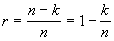 r = (n − k)/n = 1 − k/n